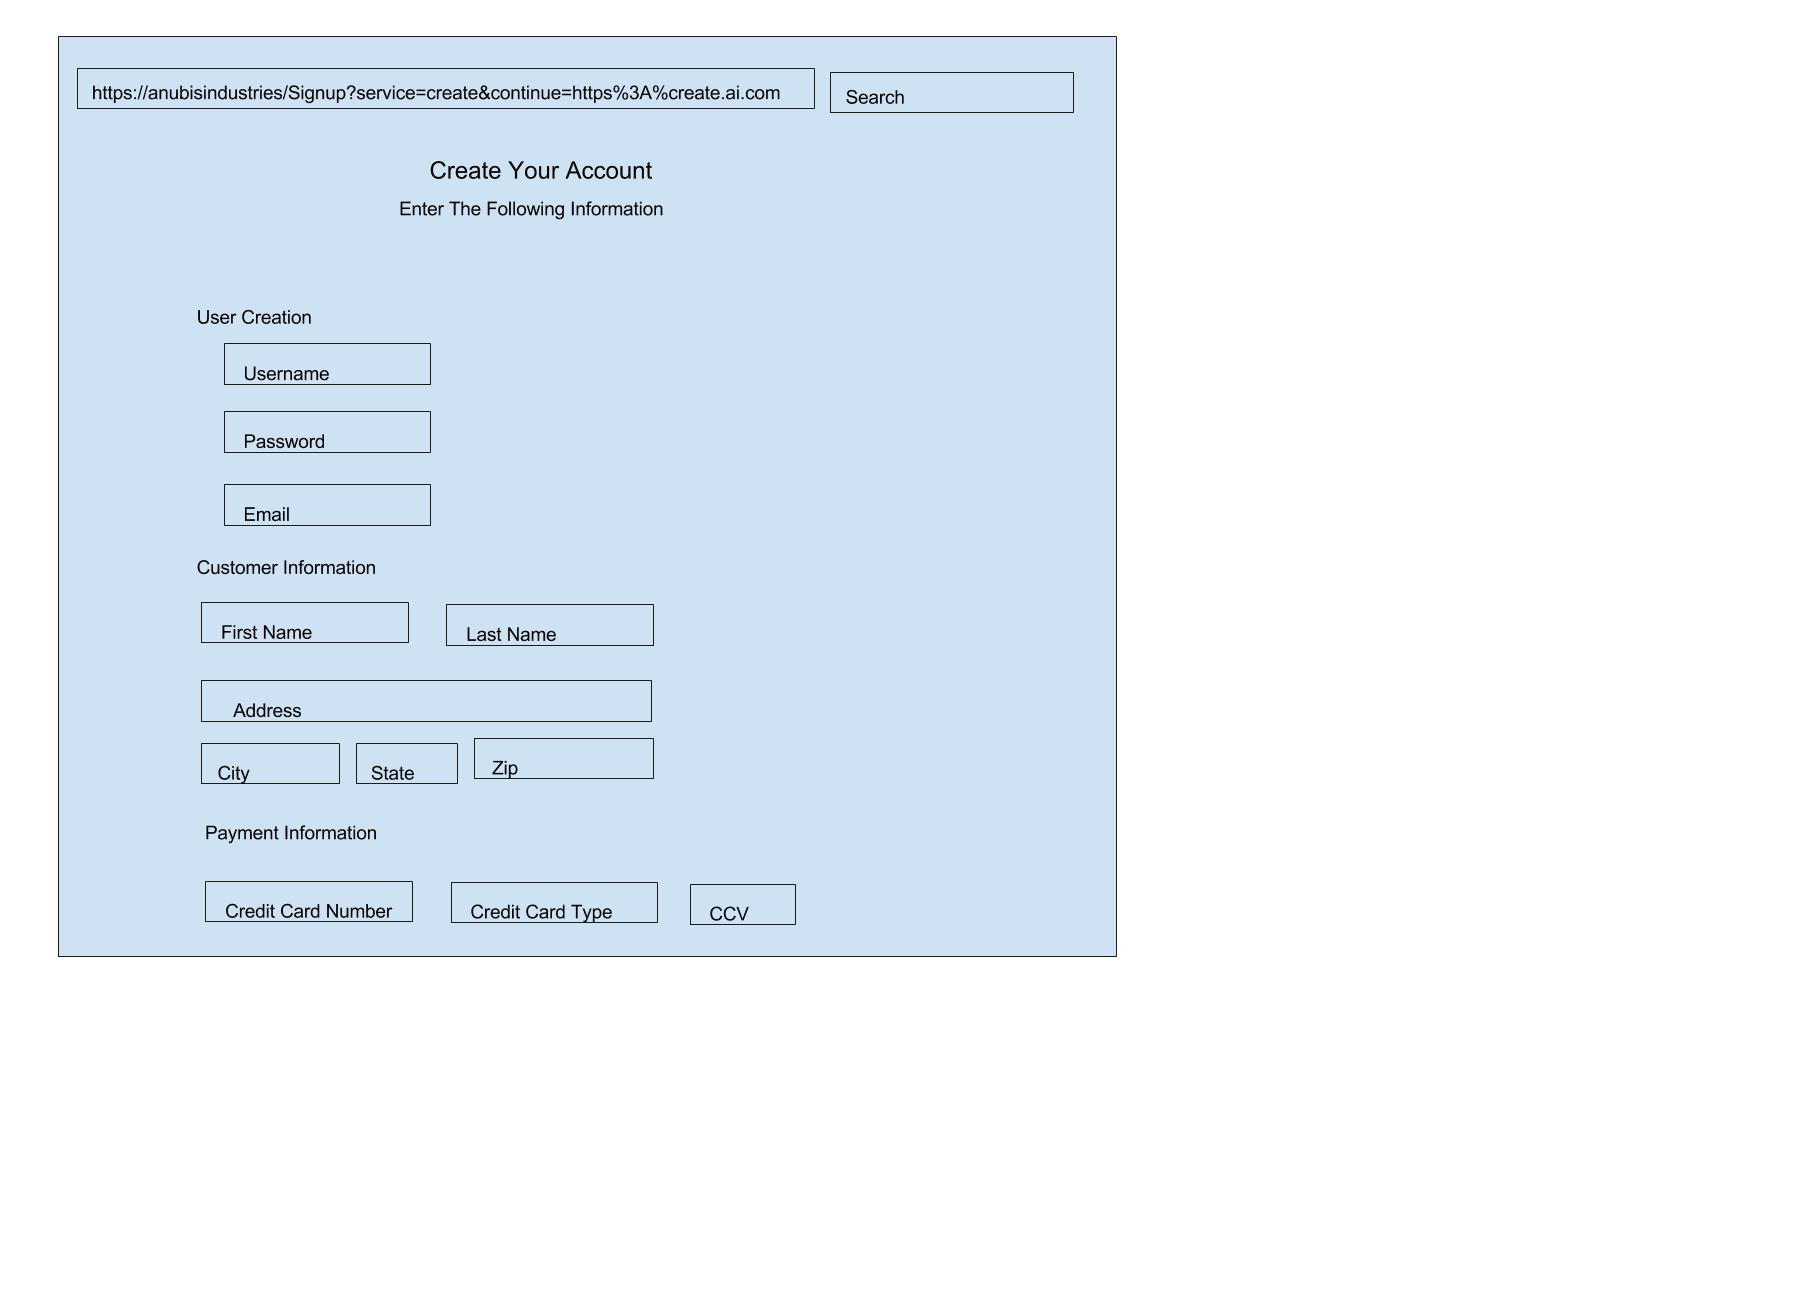 https://anubisindustries/Signup?service=create&continue=https%3A%create.ai.com
Search
Create Your Account
Enter The Following Information
User Creation
Username
Password
Email
Customer Information
First Name
Last Name
Address
City
State
Zip
Payment Information
Credit Card Number
Credit Card Type
CCV